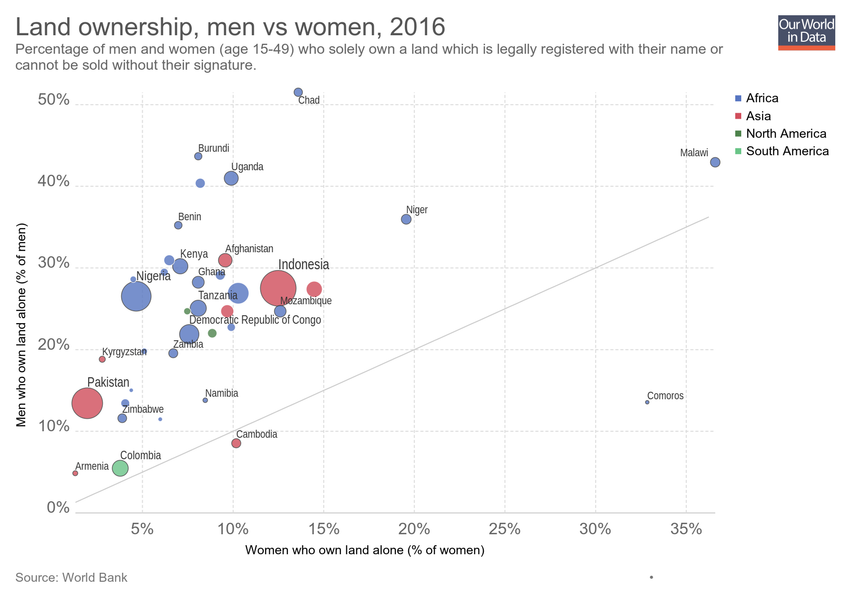 Land ownership, men vs women, 2016
Percentage of men and women (age 15-49) who solely own a land which is legally registered with their name or
cannot be sold without their signature.
Our World
in Data
50%
Chad
Africa
Asia
North America
South America
Burundi
Malawi
Uganda
40%
Niger
Benin
Afghanistan
Kenya
Indonesia
30%
Ghana
Nigeria
Tanzania
Mozambique
Democratic Republic of Congo
20%
Zambia
Kyrgyzstan
Pakistan
Namibia
Comoros
Zimbabwe
10%
Cambodia
Colombia
Armenia
0%
Men who own land alone (% of men)
5%
10%
15%
20%
25%
30%
35%
Women who own land alone (% of women)
Source: World Bank